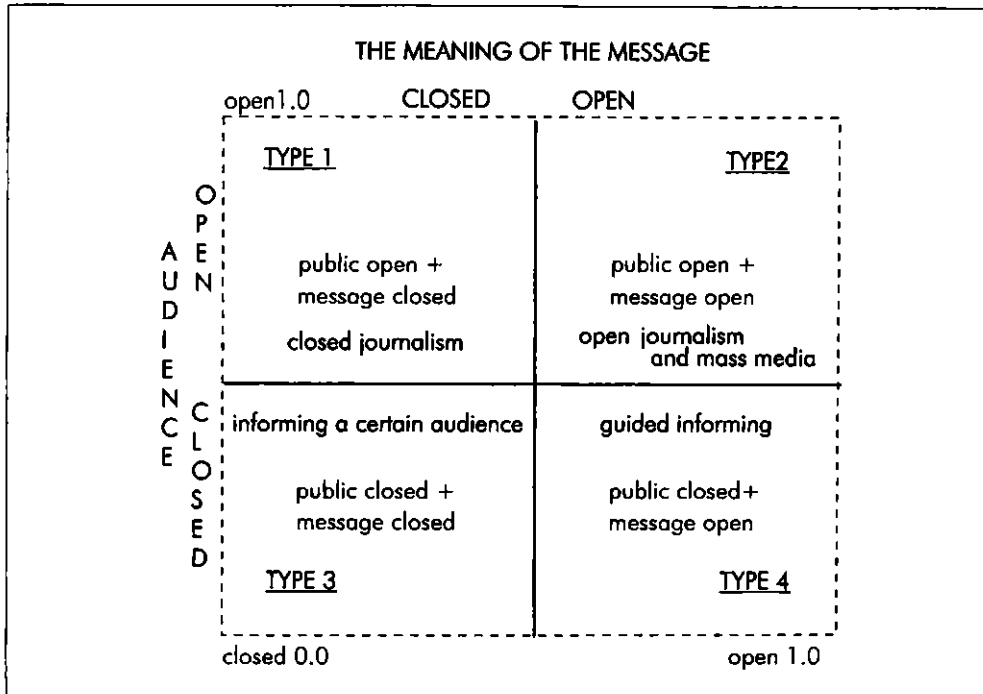 THE MEANING OF THE MESSAGE
open1.0 CLOSED OPEN
AUDIENCE
OPEN
CLOSED
TYPE 1
public open +
message closed
closed journalism
TYPE2
public open +
message open
open journalism
and mass media
informing a certain audience
public closed +
message closed
TYPE 3
guided informing
public closed+
message open
TYPE 4
closed 0.0 open 1.0